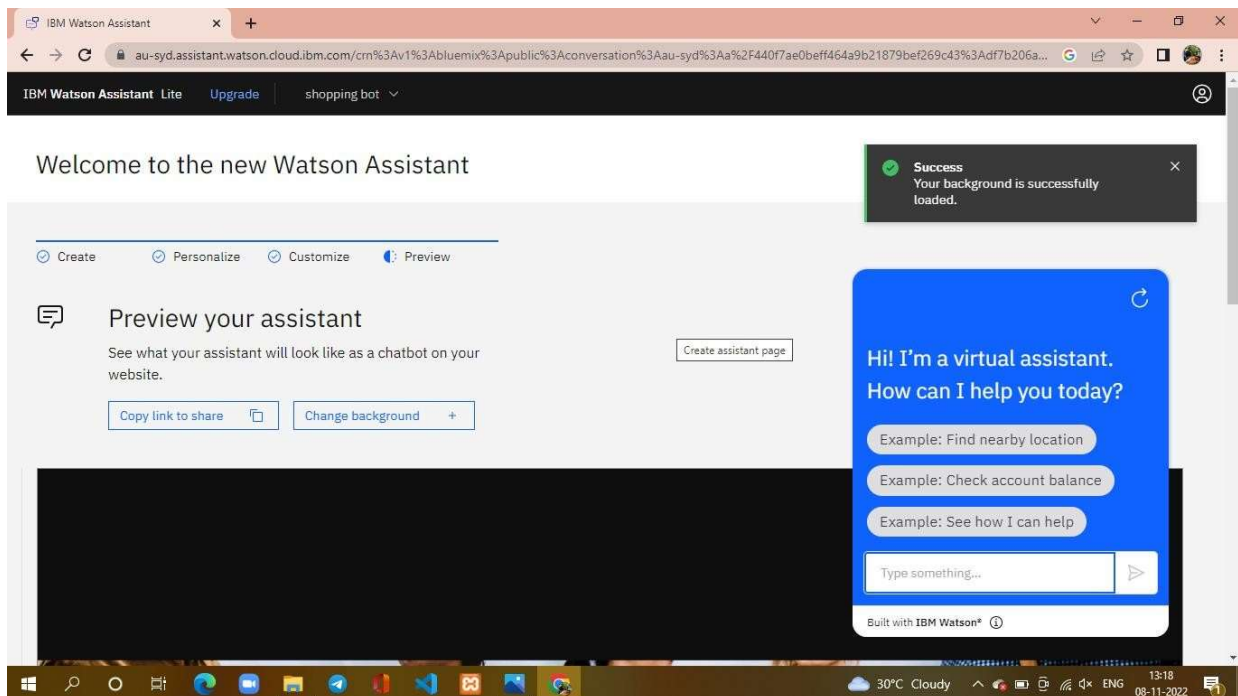 IBM Watson Assistant
au-syd.assistant.watson.cloud.ibm.com/crn%3Av1%3Abluemix%3Apublic%3Aconversation%3Aau-syd%3Aa%2F440f7ae0beff464a9b21879bef269c43%3Adf7b206a...
IBM Watson Assistant Lite Upgrade shopping bot
Welcome to the new Watson Assistant
Success
Your background is successfully
loaded.
Create Personalize Customize Preview
Preview your assistant
See what your assistant will look like as a chatbot on your
website.
Copy link to share Change background +
Create assistant page
Hi! I'm a virtual assistant.
How can I help you today?
Example: Find nearby location
Example: Check account balance
Example: See how I can help
Type something...
Built with IBM Watson®
30°C Cloudy ENG 13:18
08-11-2022